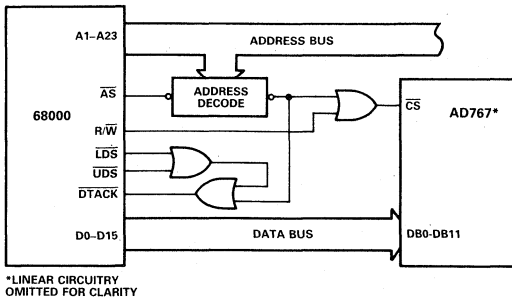 A1–A23
ADDRESS BUS
AS
ADDRESS
DECODE
CS
AD767*
68000
R/W
LDS
UDS
DTACK
D0–D15
DATA BUS
DB0-DB11
*LINEAR CIRCUITRY
OMITTED FOR CLARITY